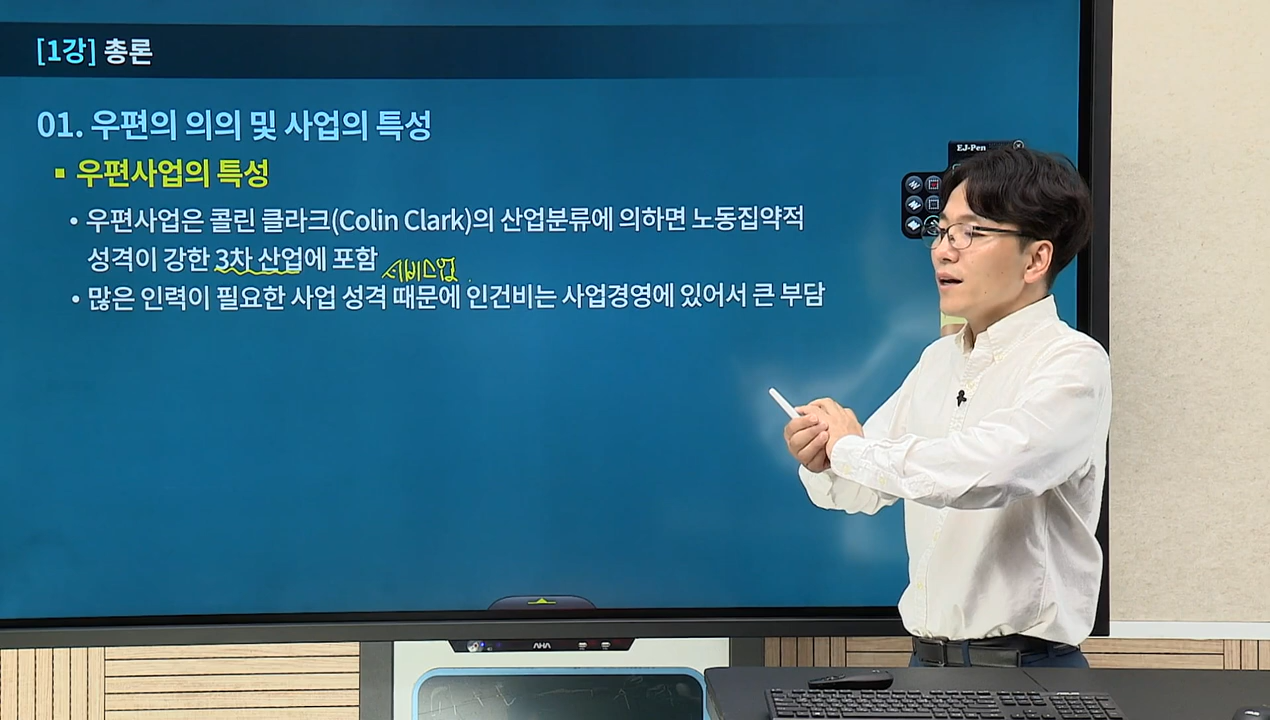 [1강] 총론
01. 우편의 의의 및 사업의 특성
▪ 우편사업의 특성
• 우편사업은 콜린 클라크(Colin Clark)의 산업분류에 의하면 노동집약적
성격이 강한 3차 산업에 포함
서비스업
• 많은 인력이 필요한 사업 성격 때문에 인건비는 사업경영에 있어서 큰 부담
EJ-Pen
AHA